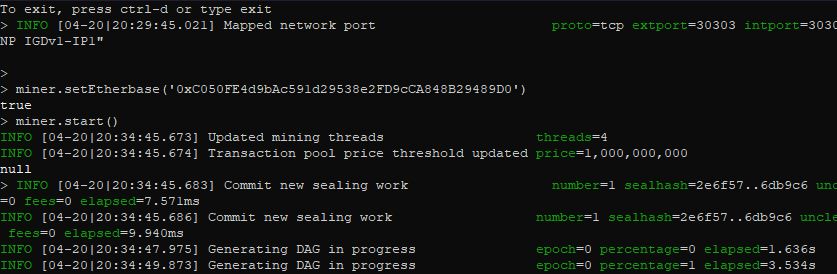 To exit, press ctrl-d or type exit
> INFO [04-20|20:29:45.021] Mapped network port proto=tcp extport=30303 intport=3030
NP IGDv1-IP1"
>
> miner.setEtherbase('0xC050FE4d9bAc591d29538e2FD9cCA848B29489D0')
true
> miner.start()
INFO [04-20|20:34:45.673] Updated mining threads threads=4
INFO [04-20|20:34:45.674] Transaction pool price threshold updated price=1,000,000,000
null
> INFO [04-20|20:34:45.683] Commit new sealing work number=1 sealhash=2e6f57..6db9c6 uncl
=0 fees=0 elapsed=7.571ms
INFO [04-20|20:34:45.686] Commit new sealing work number=1 sealhash=2e6f57..6db9c6 uncle
fees=0 elapsed=9.940ms
INFO [04-20|20:34:47.975] Generating DAG in progress epoch=0 percentage=0 elapsed=1.636s
INFO [04-20|20:34:49.873] Generating DAG in progress epoch=0 percentage=1 elapsed=3.534s